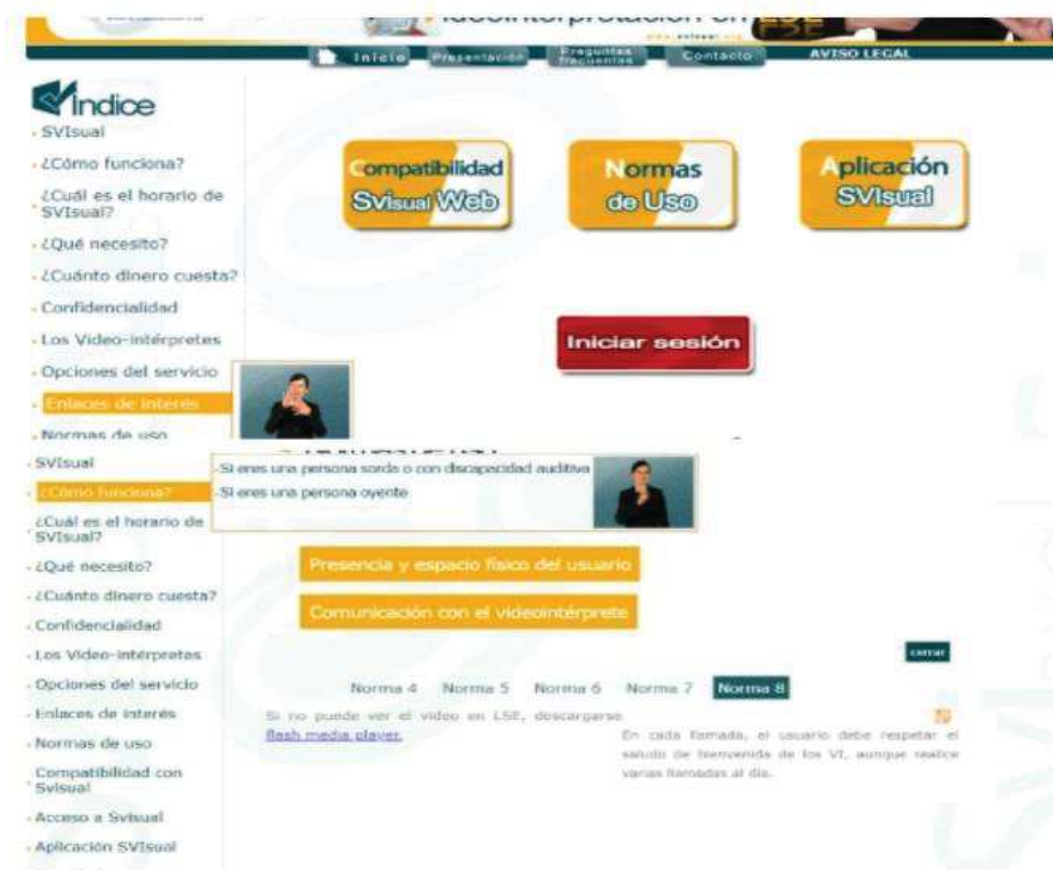 Videointerpretación en LSE
Inicio
Presentación
Preguntas
frecuentes
Contacto
AVISO LEGAL
Índice
SVIsual
¿Cómo funciona?
¿Cuál es el horario de
SVIsual?
¿Qué necesito?
¿Cuánto dinero cuesta?
Confidencialidad
Los Video-intérpretes
Opciones del servicio
Enlaces de interés
Normas de uso
Compatibilidad
SVIsual Web
Normas
de Uso
Aplicación
SVIsual
Iniciar sesión
SVIsual
¿Cómo funciona?
¿Cuál es el horario de
SVIsual?
¿Qué necesito?
¿Cuánto dinero cuesta?
Confidencialidad
Los Video-intérpretes
Opciones del servicio
Enlaces de interés
Normas de uso
Compatibilidad con
Svisual
Acceso a Svisual
Aplicación SVIsual
Si eres una persona sorda o con discapacidad auditiva
Si eres una persona oyente
Presencia y espacio físico del usuario
Comunicación con el videointérprete
cerrar
Norma 4 Norma 5 Norma 6 Norma 7 Norma 8
Si no puede ver el video en LSE, descargarse
flash media player.
En cada llamada, el usuario debe respetar el
saludo de bienvenida de los VI, aunque realice
varias llamadas al día.